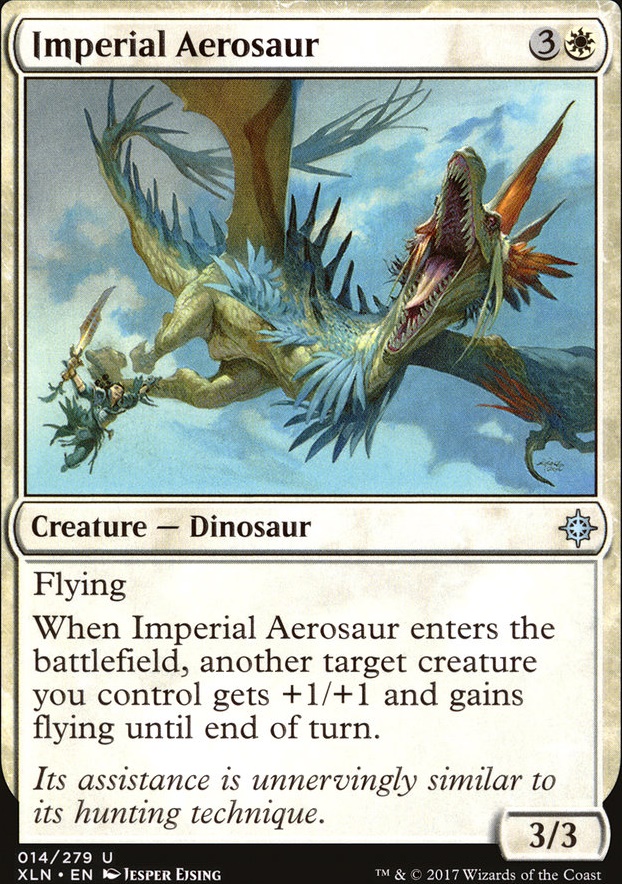 Imperial Aerosaur 3
Creature — Dinosaur
Flying
When Imperial Aerosaur enters the
battlefield, another target creature
you control gets +1/+1 and gains
flying until end of turn.
Its assistance is unnervingly similar to
its hunting technique.
3/3
014/279 U
XLN • EN Jesper Ejsing
™ & © 2017 Wizards of the Coast